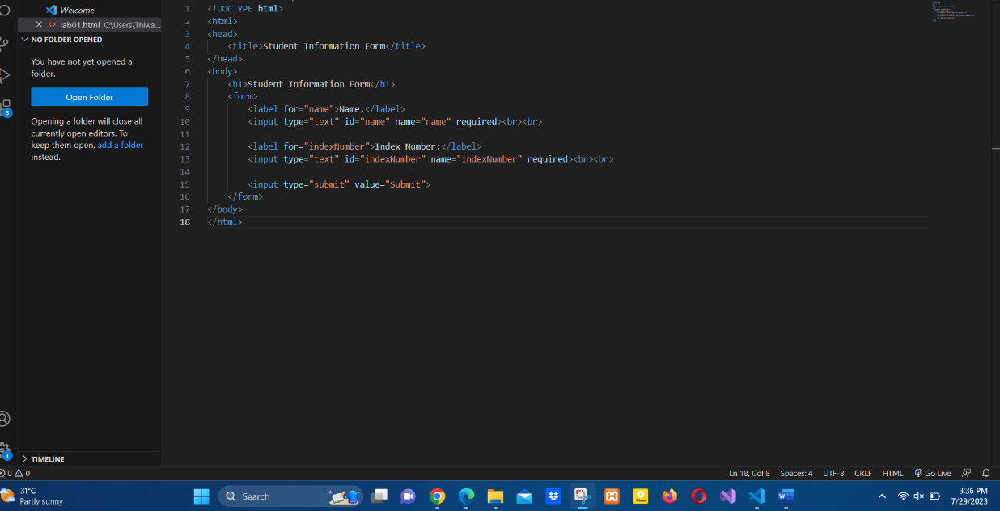 Welcome
lab01.html C:\Users\Thiwa...
NO FOLDER OPENED
You have not yet opened a
folder.
Open Folder
Opening a folder will close all
currently open editors. To
keep them open, add a folder
instead.
TIMELINE
5
1
1 <!DOCTYPE html>
2 <html>
3 <head>
4     <title>Student Information Form</title>
5 </head>
6 <body>
7     <h1>Student Information Form</h1>
8     <form>
9         <label for="name">Name:</label>
10         <input type="text" id="name" name="name" required><br><br>
11
12         <label for="indexNumber">Index Number:</label>
13         <input type="text" id="indexNumber" name="indexNumber" required><br><br>
14
15         <input type="submit" value="Submit">
16     </form>
17 </body>
18 </html>
0 0
Ln 18, Col 8 Spaces: 4 UTF-8 CRLF HTML Go Live
31°C
Partly sunny
Search
Player
3:36 PM
7/29/2023